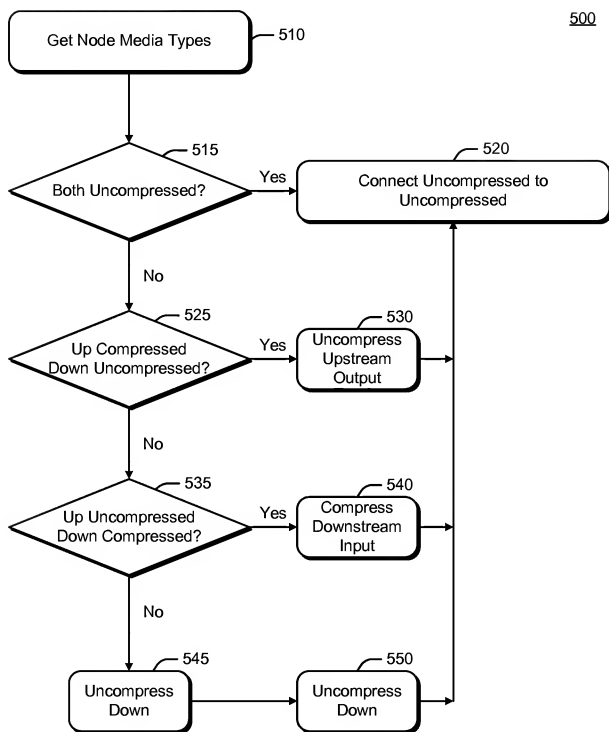 500
Get Node Media Types
510
515
Both Uncompressed?
Yes
520
Connect Uncompressed to
Uncompressed
No
525
Up Compressed
Down Uncompressed?
Yes
530
Uncompress
Upstream
Output
No
535
Up Uncompressed
Down Compressed?
Yes
540
Compress
Downstream
Input
No
545
Uncompress
Down
550
Uncompress
Down